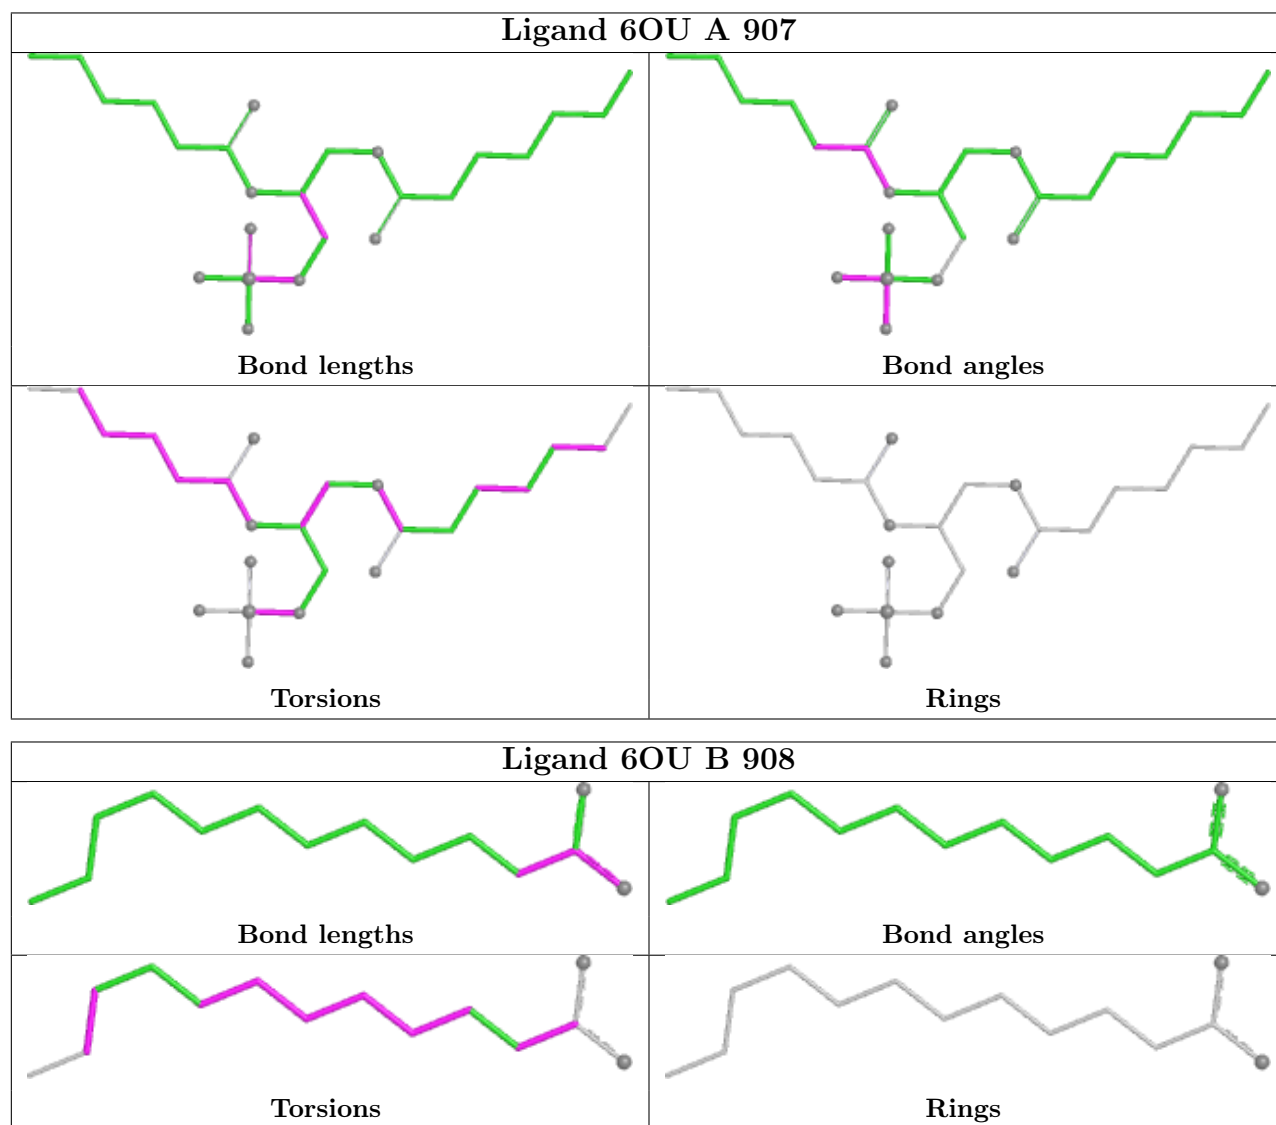 Ligand 6OU A 907
Bond lengths
Bond angles
Torsions
Rings
Ligand 6OU B 908
Bond lengths
Bond angles
Torsions
Rings